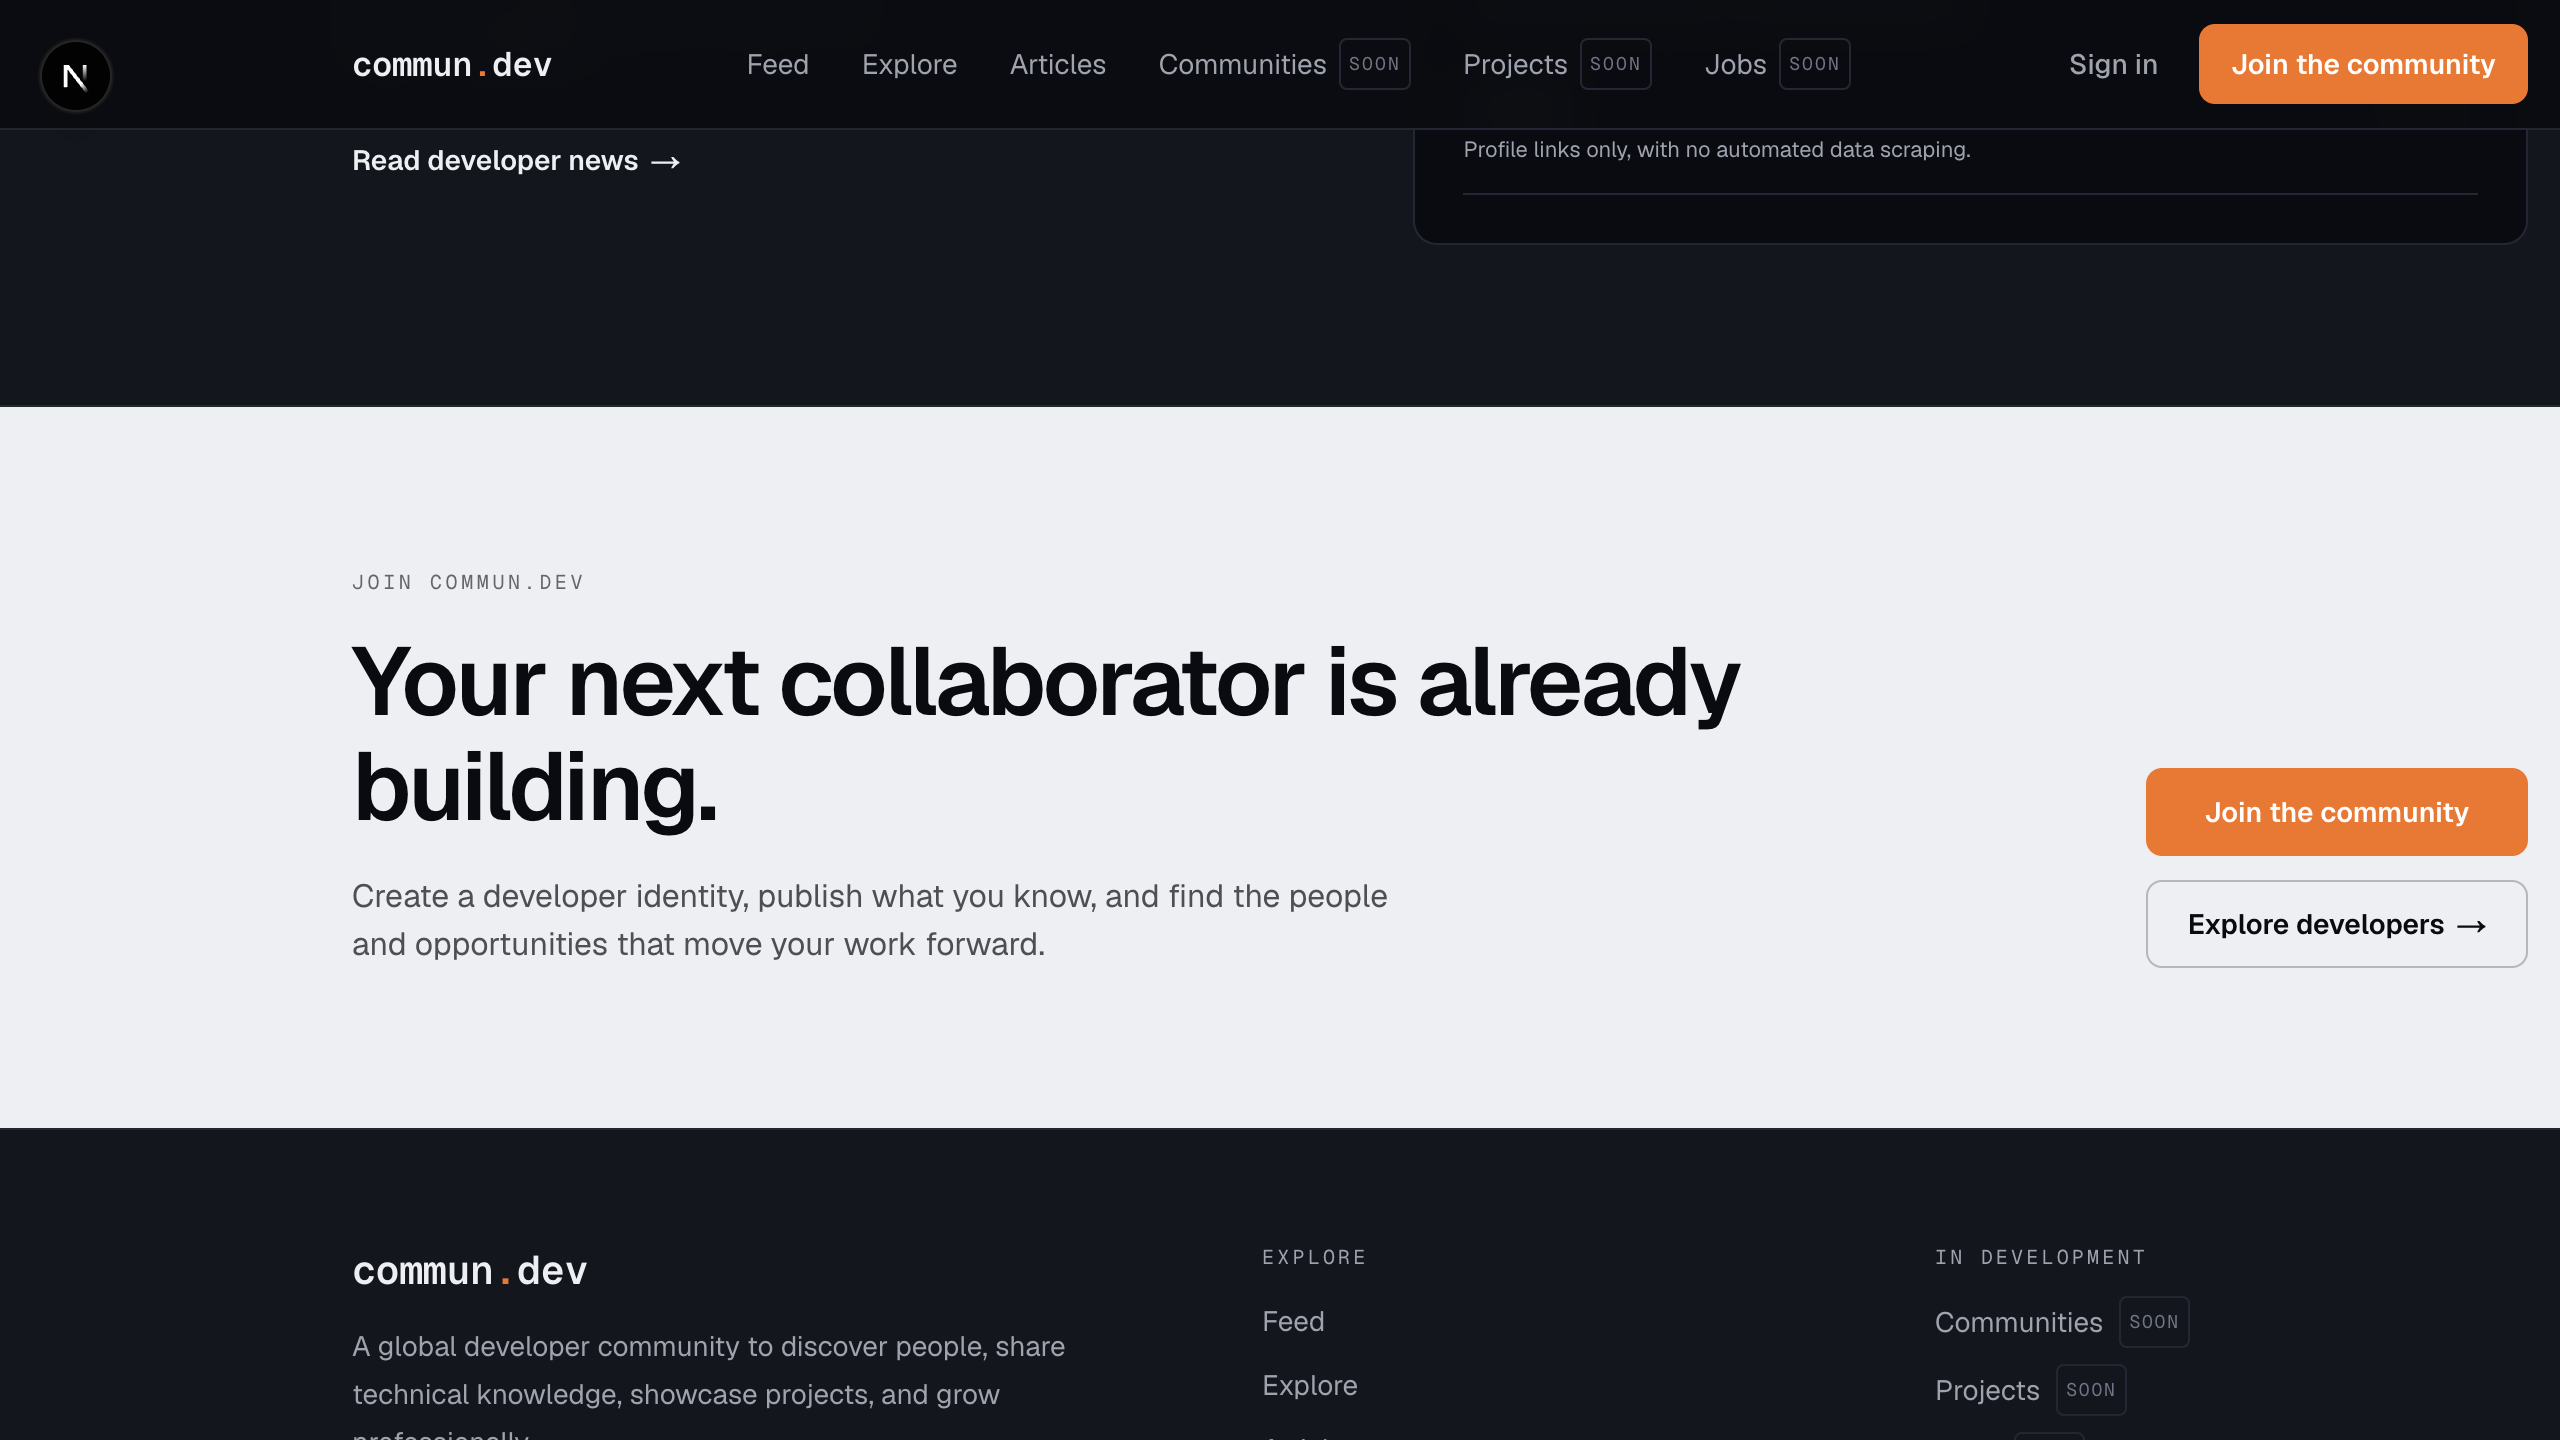 N
commun.dev
Feed
Explore
Articles
Communities SOON
Projects SOON
Jobs SOON
Sign in
Join the community
Read developer news →
Profile links only, with no automated data scraping.
JOIN COMMUN.DEV
Your next collaborator is already
building.
Create a developer identity, publish what you know, and find the people
and opportunities that move your work forward.
Join the community
Explore developers →
commun.dev
A global developer community to discover people, share
technical knowledge, showcase projects, and grow
professionally.
EXPLORE
Feed
Explore
IN DEVELOPMENT
Communities SOON
Projects SOON